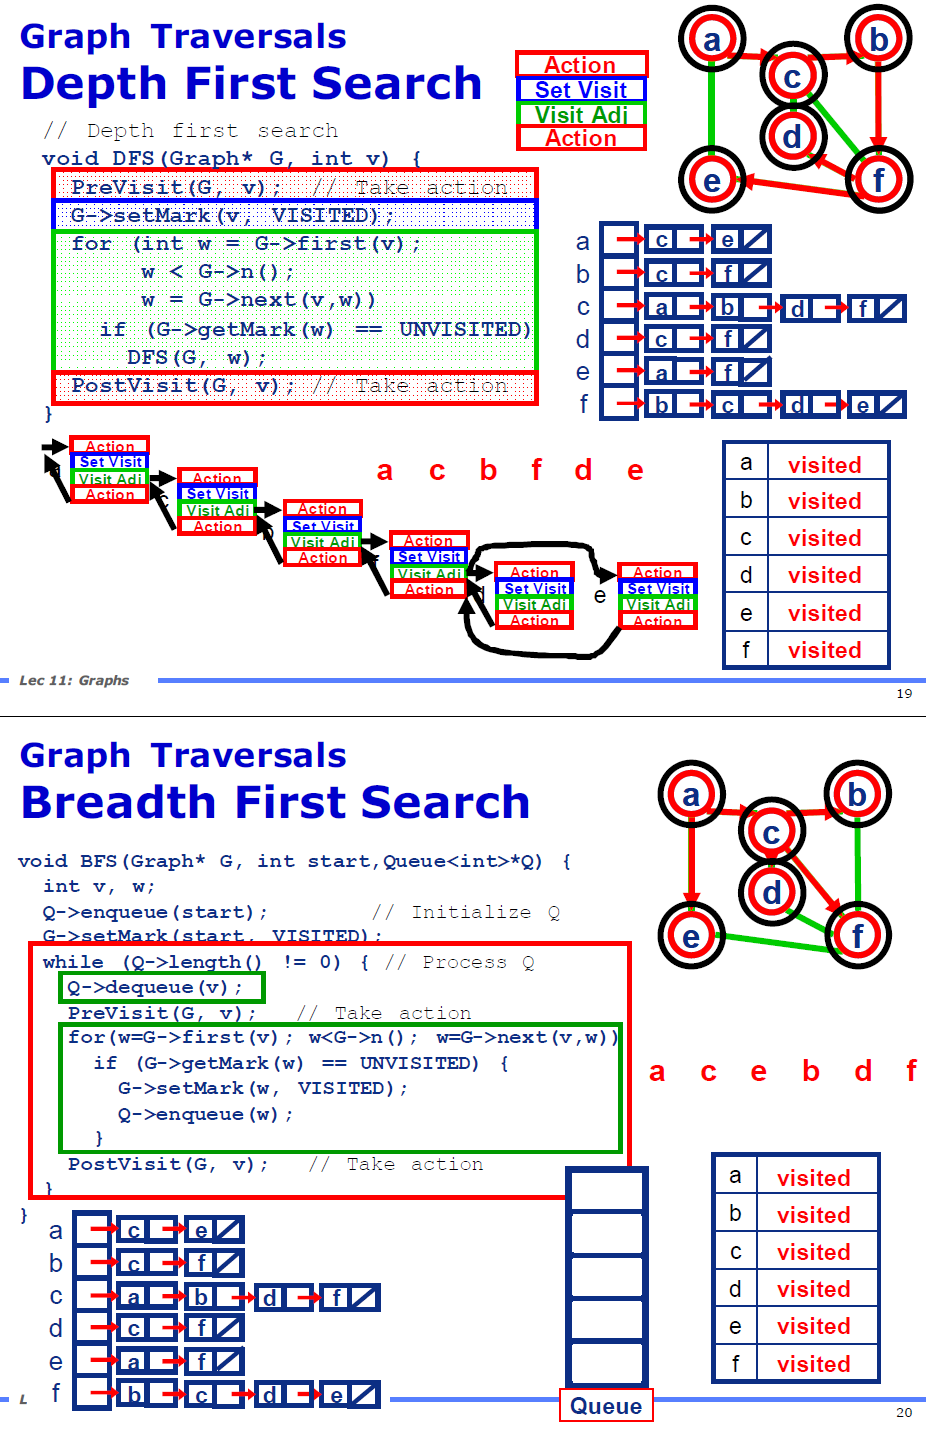 Graph Traversals
Depth First Search
Action
Set Visit
Visit Adj
Action
a
b
c
d
e
f
// Depth first search
void DFS(Graph* G, int v) {
PreVisit(G, v); // Take action
G->setMark(v, VISITED);
for (int w = G->first(v);
w < G->n();
w = G->next(v,w))
if (G->getMark(w) == UNVISITED)
DFS(G, w);
PostVisit(G, v); // Take action
}
a c e
b c f
c a b d f
d c f
e a f
f b c d e
Action
Set Visit
Visit Adj
Action
Action
Set Visit
Visit Adj
Action
Action
Set Visit
Visit Adj
Action
Action
Set Visit
Visit Adj
Action
Action
Set Visit
Visit Adj
Action
e
Action
Set Visit
Visit Adj
Action
a c b f d e
a visited
b visited
c visited
d visited
e visited
f visited
Lec 11: Graphs
19
Graph Traversals
Breadth First Search
a
b
c
d
e
f
void BFS(Graph* G, int start,Queue<int>*Q) {
int v, w;
Q->enqueue(start); // Initialize Q
G->setMark(start, VISITED);
while (Q->length() != 0) { // Process Q
Q->dequeue(v);
PreVisit(G, v); // Take action
for(w=G->first(v); w<G->n(); w=G->next(v,w))
if (G->getMark(w) == UNVISITED) {
G->setMark(w, VISITED);
Q->enqueue(w);
}
PostVisit(G, v); // Take action
}
}
a c e b d f
a c e
b c f
c a b d f
d c f
e a f
f b c d e
a visited
b visited
c visited
d visited
e visited
f visited
Queue
L
20